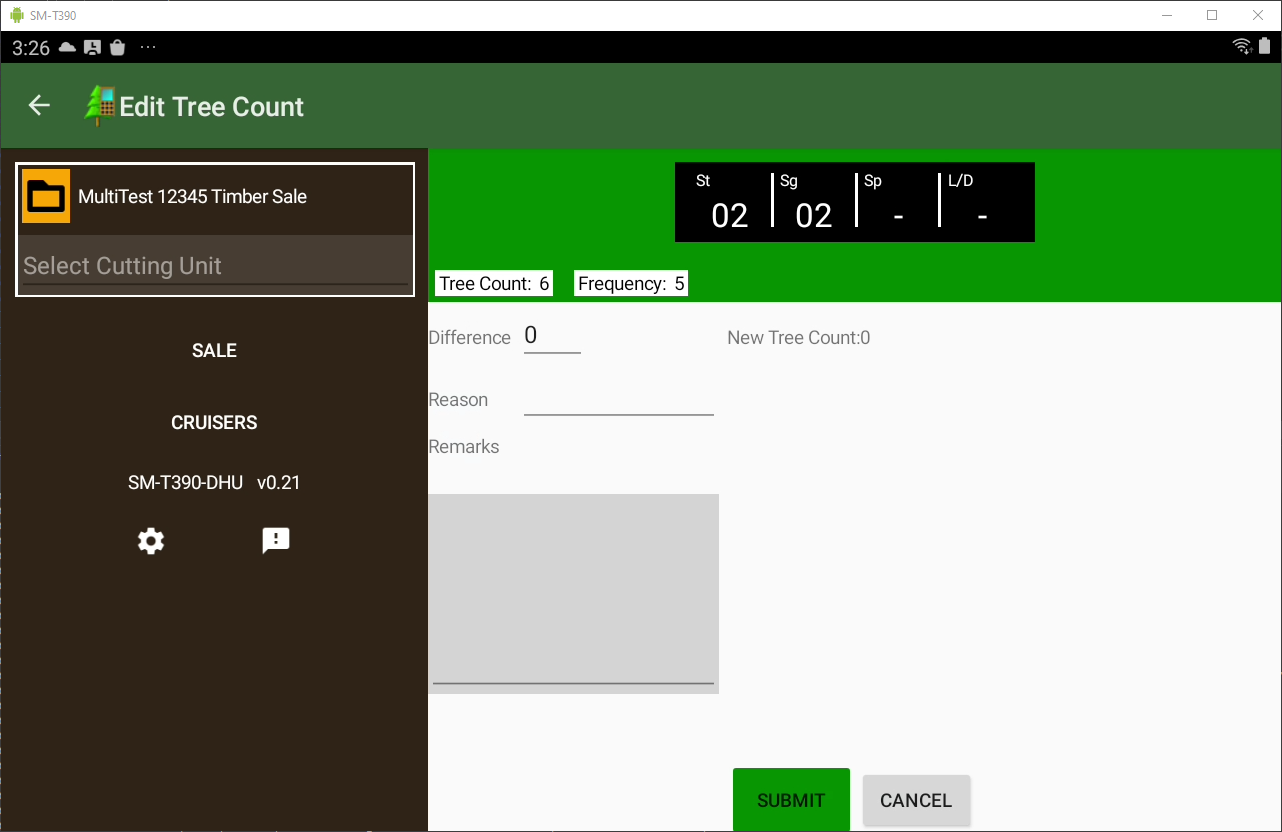 SM-T390
3:26 ...
Edit Tree Count
MultiTest 12345 Timber Sale
Select Cutting Unit
SALE
CRUISERS
SM-T390-DHU v0.21
St Sg Sp L/D
02 02 - -
Tree Count: 6 Frequency: 5
Difference 0 New Tree Count:0
Reason
Remarks
SUBMIT CANCEL